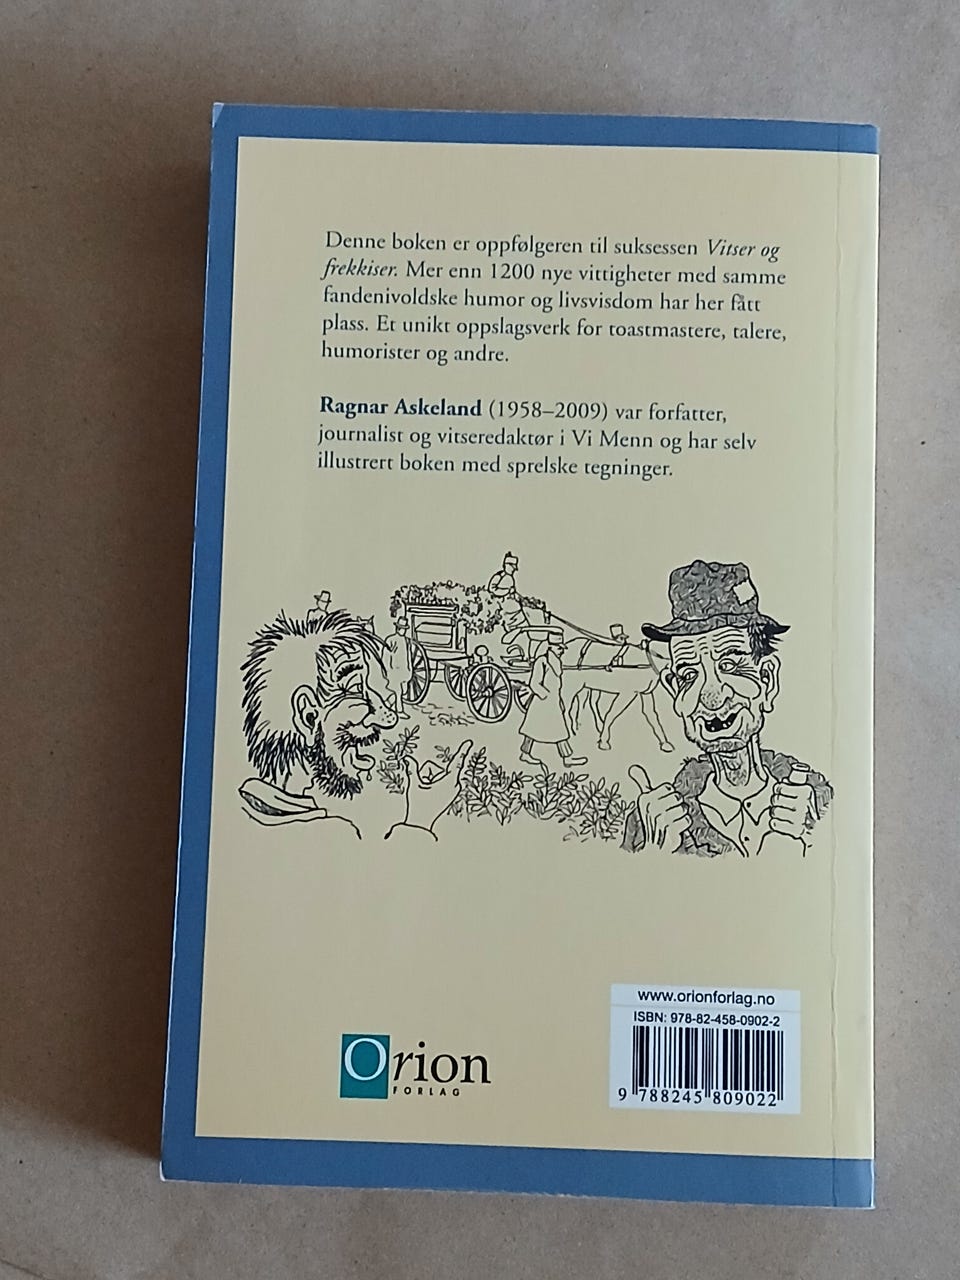 Denne boken er oppfølgeren til suksessen Vitser og
frekkiser. Mer enn 1200 nye vittigheter med samme
fandenivoldske humor og livsvisdom har her fått
plass. Et unikt oppslagsverk for toastmastere, talere,
humorister og andre.
Ragnar Askeland (1958–2009) var forfatter,
journalist og vitseredaktør i Vi Menn og har selv
illustrert boken med sprelske tegninger.
Orion
FORLAG
www.orionforlag.no
ISBN: 978-82-458-0902-2
9 788245 809022